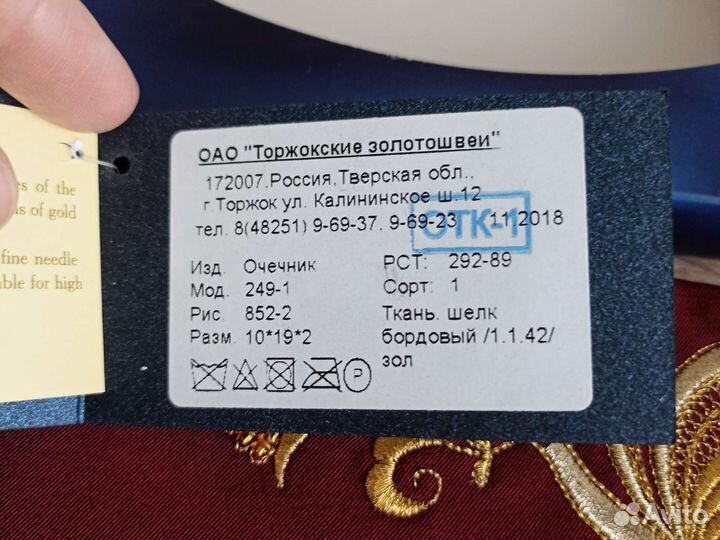 es of the
ns of gold
fine needle
able for high
ОАО "Торжокские золотошвеи"
172007,Россия,Тверская обл.,
г.Торжок ул. Калининское ш.12
тел. 8(48251) 9-69-37, 9-69-23 11.2018
ОТК-1
Изд. Очечник РСТ: 292-89
Мод. 249-1 Сорт: 1
Рис. 852-2 Ткань. шелк
Разм. 10*19*2 бордовый /1.1.42/
зол
P
Avito